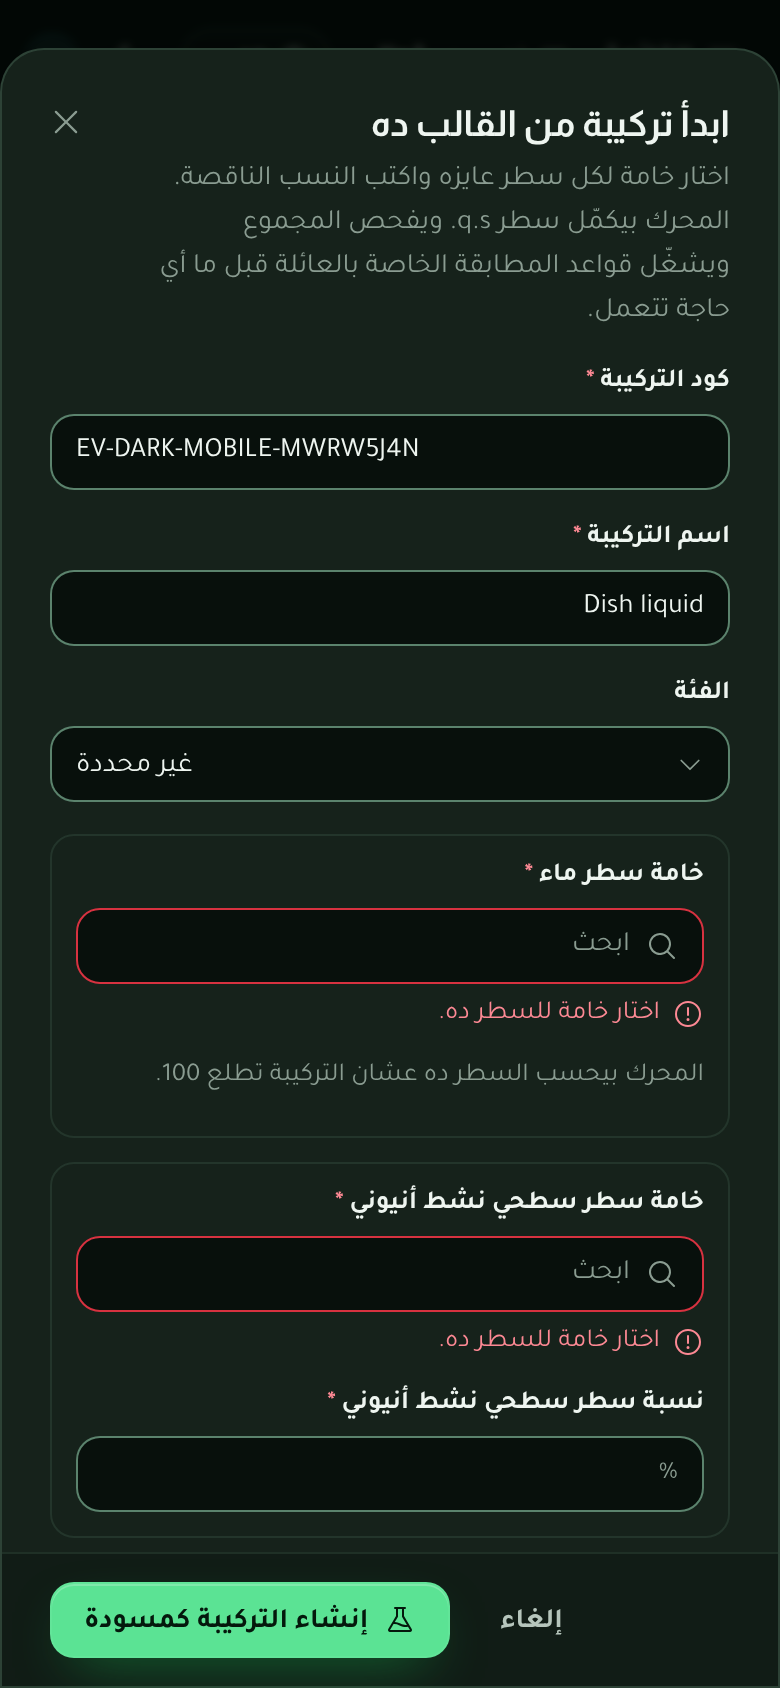 ابدأ تركيبة من القالب ده
اختار خامة لكل سطر عايزه واكتب النسب الناقصة.
المحرك بيكمّل سطر q.s. ويفحص المجموع
ويشغّل قواعد المطابقة الخاصة بالعائلة قبل ما أي
حاجة تتعمل.
كود التركيبة *
EV-DARK-MOBILE-MWRW5J4N
اسم التركيبة *
Dish liquid
الفئة
غير محددة
خامة سطر ماء *
ابحث
اختار خامة للسطر ده.
المحرك بيحسب السطر ده عشان التركيبة تطلع 100.
خامة سطر سطحي نشط أنيوني *
ابحث
اختار خامة للسطر ده.
نسبة سطر سطحي نشط أنيوني *
%
إلغاء
إنشاء التركيبة كمسودة